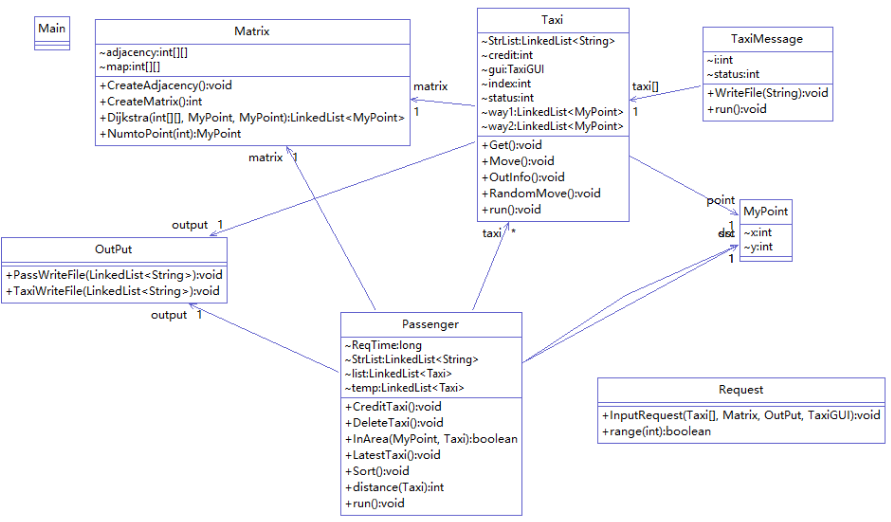 Main
Matrix
~adjacency:int[][]
~map:int[][]
+CreateAdjacency():void
+CreateMatrix():int
+Dijkstra(int[][], MyPoint, MyPoint):LinkedList<MyPoint>
+NumtoPoint(int):MyPoint
matrix
1
Taxi
~StrList:LinkedList<String>
~credit:int
~gui:TaxiGUI
~index:int
~status:int
~way1:LinkedList<MyPoint>
~way2:LinkedList<MyPoint>
+Get():void
+Move():void
+OutInfo():void
+RandomMove():void
+run():void
taxi[]
1
TaxiMessage
~i:int
~status:int
+WriteFile(String):void
+run():void
matrix 1
output 1
taxi *
point
1
MyPoint
~x:int
~y:int
dst
1
OutPut
+PassWriteFile(LinkedList<String>):void
+TaxiWriteFile(LinkedList<String>):void
output 1
Passenger
~ReqTime:long
~StrList:LinkedList<String>
~list:LinkedList<Taxi>
~temp:LinkedList<Taxi>
+CreditTaxi():void
+DeleteTaxi():void
+InArea(MyPoint, Taxi):boolean
+LatestTaxi():void
+Sort():void
+distance(Taxi):int
+run():void
Request
+InputRequest(Taxi[], Matrix, OutPut, TaxiGUI):void
+range(int):boolean